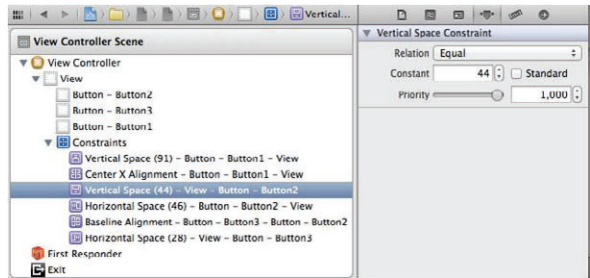 Vertical...
View Controller Scene
View Controller
View
Button - Button2
Button - Button3
Button - Button1
Constraints
Vertical Space (91) - Button - Button1 - View
Center X Alignment - Button - Button1 - View
Vertical Space (44) - View - Button - Button2
Horizontal Space (46) - Button - Button2 - View
Baseline Alignment - Button - Button3 - Button - Button2
Horizontal Space (28) - View - Button - Button3
First Responder
Exit
Vertical Space Constraint
Relation Equal
Constant 44 Standard
Priority 1,000